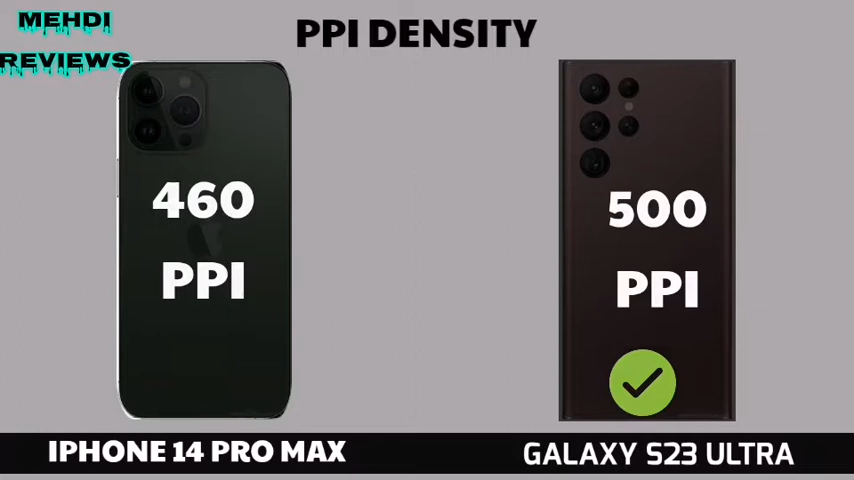 MEHDI
REVIEWS
PPI DENSITY
460
PPI
500
PPI
IPHONE 14 PRO MAX
GALAXY S23 ULTRA